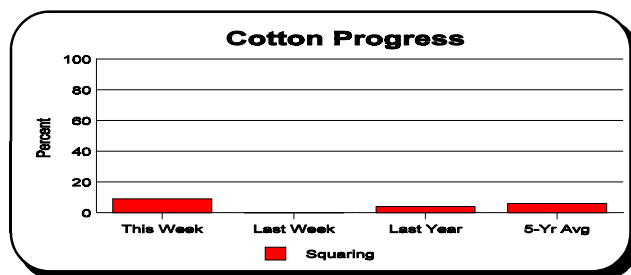 Cotton Progress
100
80
60
40
20
0
Percent
This Week Last Week Last Year 5-Yr Avg
Squaring